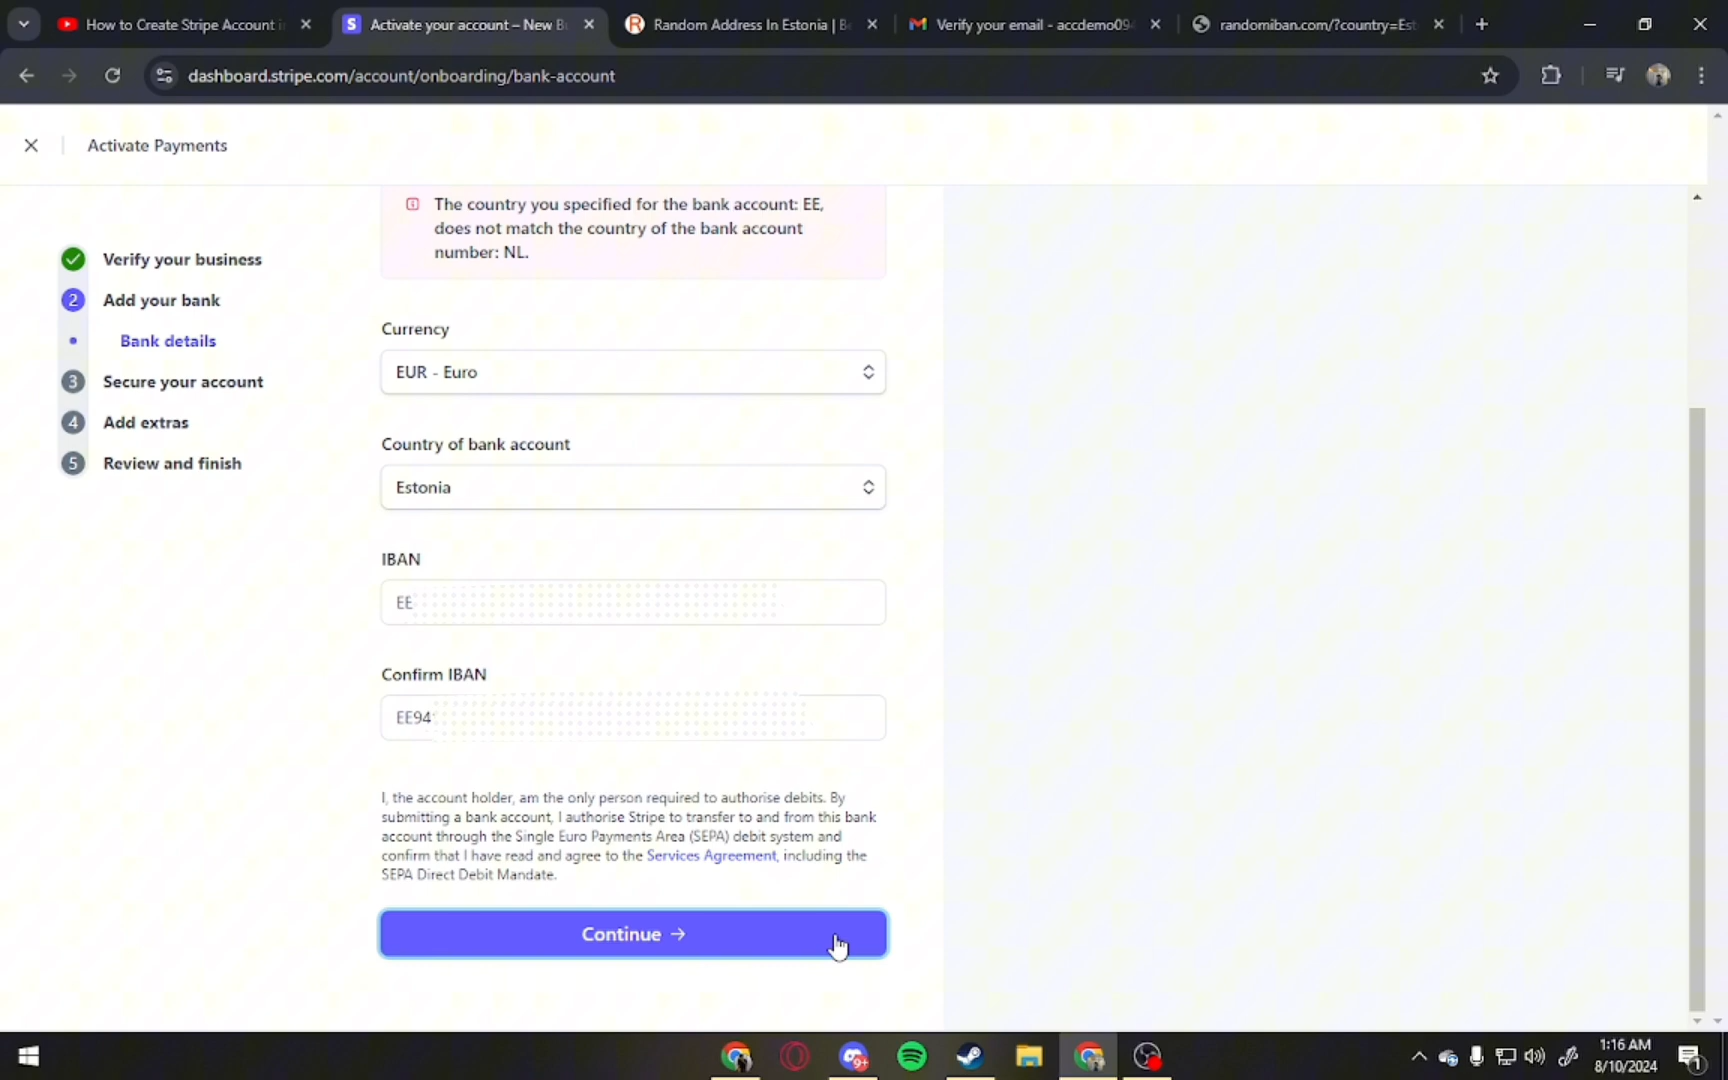 How to Create Stripe Account i
Activate your account – New B
Random Address In Estonia | B
Verify your email - accdemo09
randomiban.com/?country=Est
dashboard.stripe.com/account/onboarding/bank-account
Activate Payments
The country you specified for the bank account: EE,
does not match the country of the bank account
number: NL.
Verify your business
2 Add your bank
Bank details
3 Secure your account
4 Add extras
5 Review and finish
Currency
EUR - Euro
Country of bank account
Estonia
IBAN
EE
Confirm IBAN
EE94
I, the account holder, am the only person required to authorise debits. By
submitting a bank account, I authorise Stripe to transfer to and from this bank
account through the Single Euro Payments Area (SEPA) debit system and
confirm that I have read and agree to the Services Agreement, including the
SEPA Direct Debit Mandate.
Continue →
9+
1:16 AM
8/10/2024
1